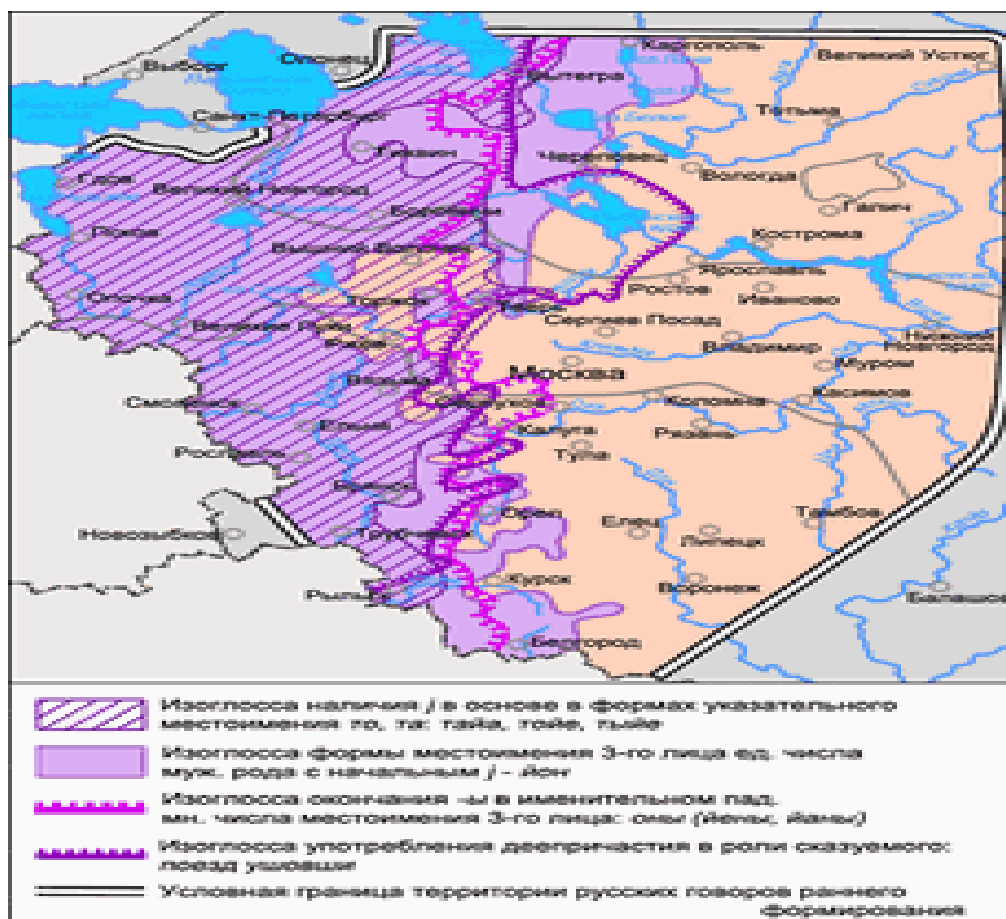 Каргополь
Великий Устюг
Олонец
Выборг
Вытегра
Тотьма
Санкт-Петербург
Тихвин
Череповец
Вологда
Гдов
Великий Новгород
Боровичи
Галич
Псков
Кострома
Вышний Волочёк
Ярославль
Опочка
Торжок
Ростов
Иваново
Тверь
Великие Луки
Сергиев Посад
Нижний
Новгород
Ржев
Владимир
Муром
Москва
Вязьма
Смоленск
Серпухов
Коломна
Касимов
Ельня
Калуга
Рязань
Рославль
Тула
Орёл
Елец
Тамбов
Новозыбков
Трубчевск
Липецк
Рыльск
Курск
Воронеж
Балашов
Белгород
Изоглосса наличия j в основе в формах указательного
местоимения то, та: тайа, тойе, тыйе
Изоглосса формы местоимения 3-го лица ед. числа
муж. рода с начальным j - йон
Изоглосса окончания -ы в именительном пад.
мн. числа местоимения 3-го лица: оны (йены, йаны)
Изоглосса употребления деепричастия в роли сказуемого:
поезд ушовши
Условная граница территории русских говоров раннего
формирования